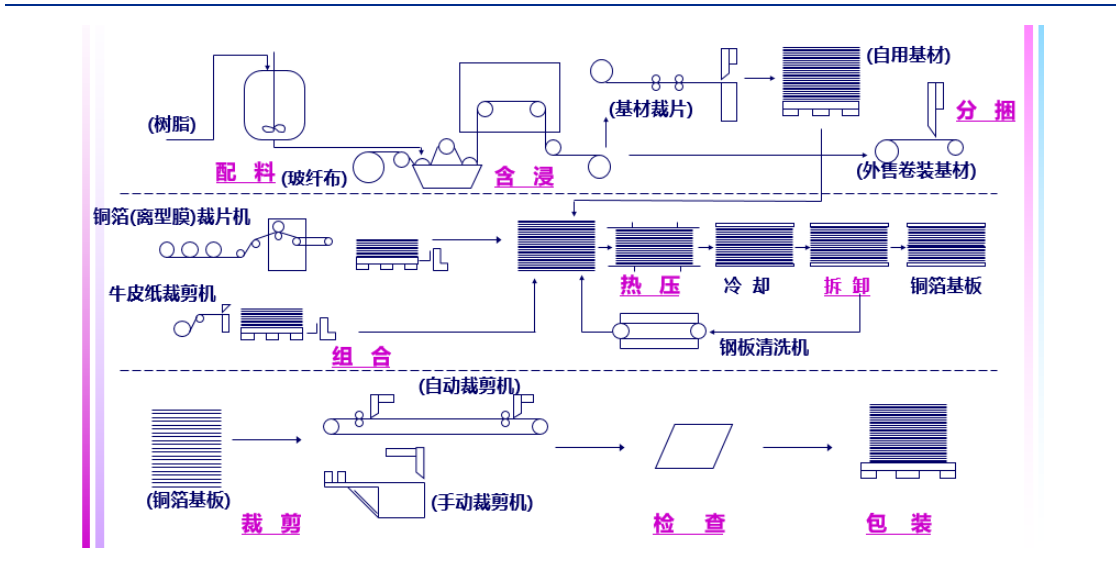 (自用基材)
(树脂)
(基材裁片)
分 捆
配 料
(玻纤布)
含 浸
(外售卷装基材)
铜箔(离型膜)裁片机
热 压
冷 却
拆 卸
铜箔基板
牛皮纸裁剪机
组 合
钢板清洗机
(自动裁剪机)
(铜箔基板)
(手动裁剪机)
裁 剪
检 查
包 装